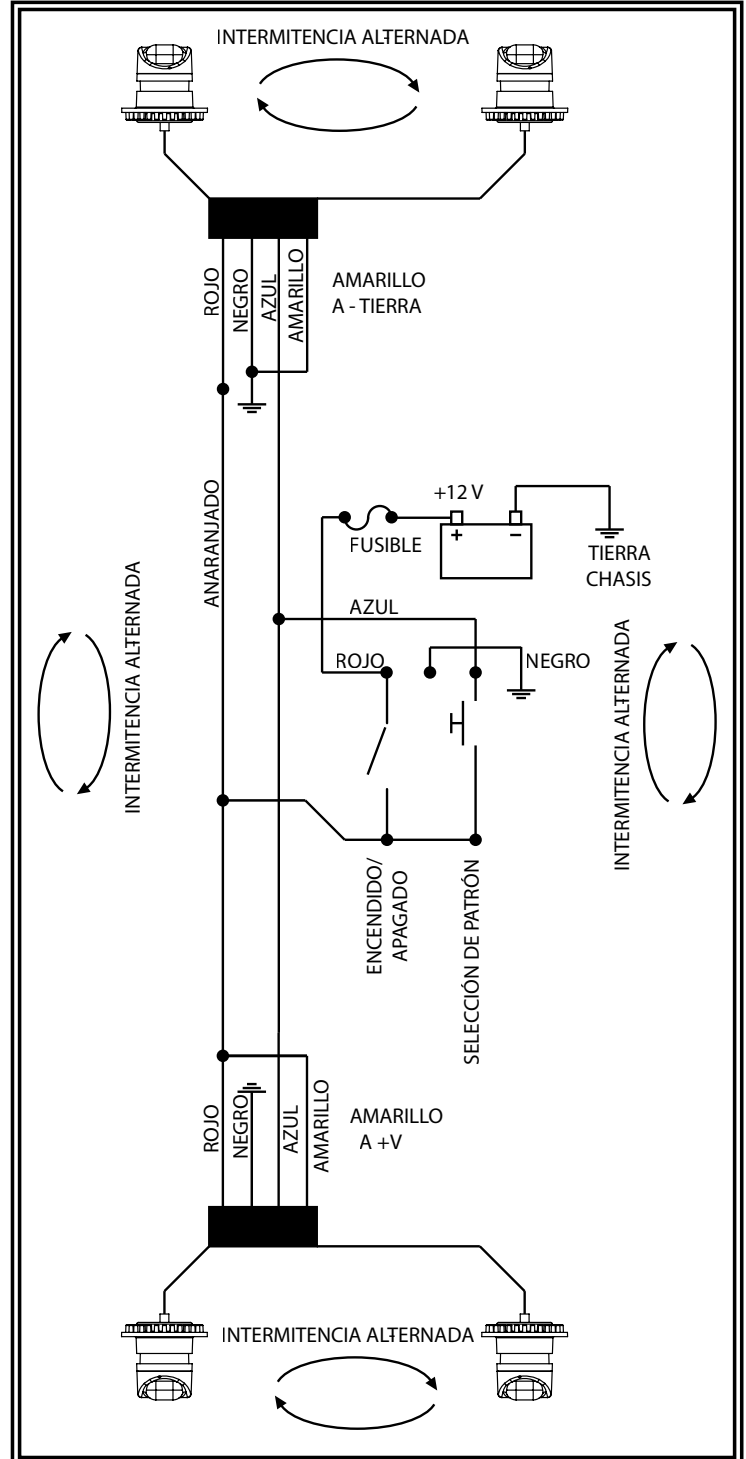 INTERMITENCIA ALTERNADA
ROJO
NEGRO
AZUL
AMARILLO
AMARILLO
A - TIERRA
ANARANJADO
+12 V
+
−
FUSIBLE
TIERRA
CHASIS
AZUL
ROJO
NEGRO
INTERMITENCIA ALTERNADA
INTERMITENCIA ALTERNADA
ENCENDIDO/
APAGADO
SELECCIÓN DE PATRÓN
ROJO
NEGRO
AZUL
AMARILLO
AMARILLO
A +V
INTERMITENCIA ALTERNADA